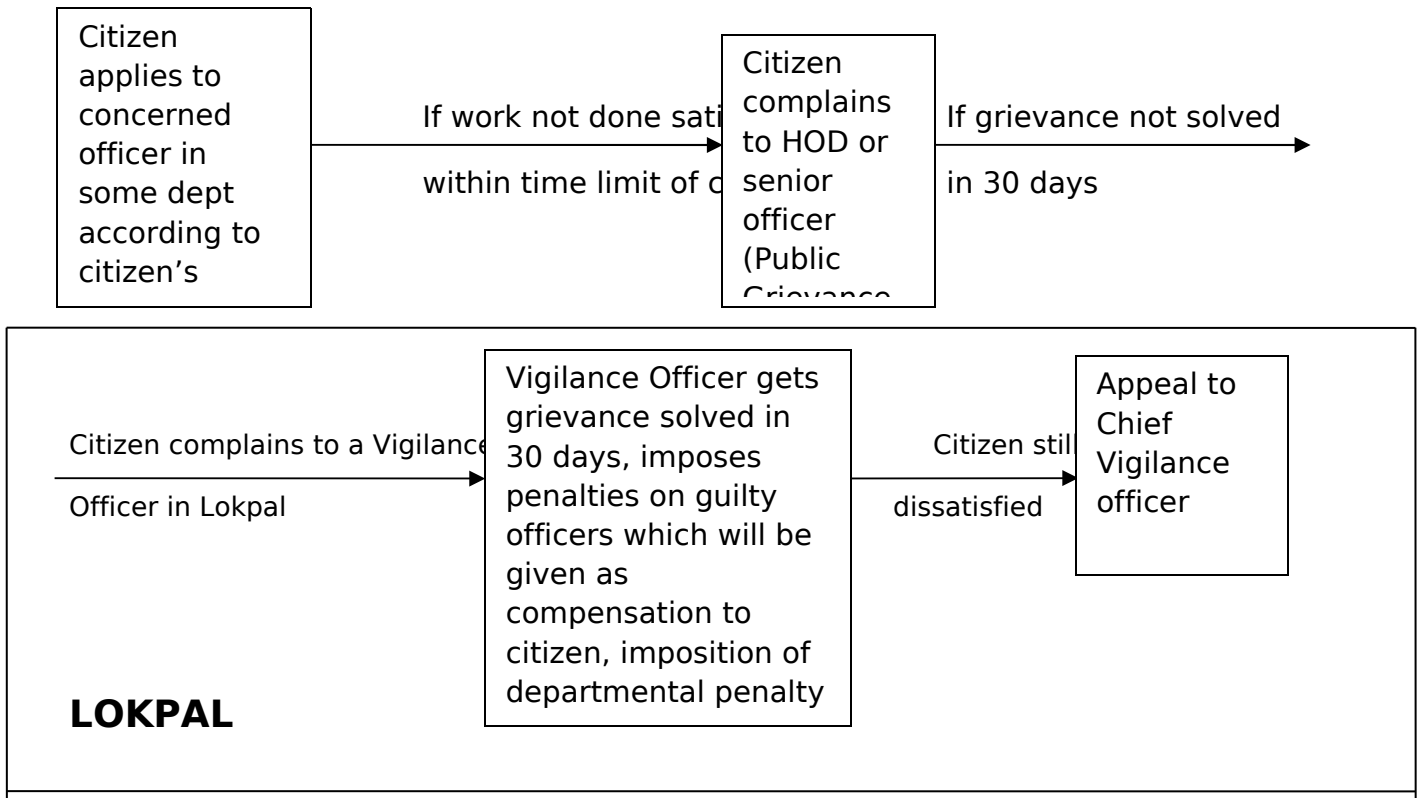 Citizen
applies to
concerned
officer in
some dept
according to
citizen’s
If work not done sati
within time limit of c
Citizen
complains
to HOD or
senior
officer
(Public
Grievance
If grievance not solved
in 30 days
Citizen complains to a Vigilance
Officer in Lokpal
Vigilance Officer gets
grievance solved in
30 days, imposes
penalties on guilty
officers which will be
given as
compensation to
citizen, imposition of
departmental penalty
Citizen still
dissatisfied
Appeal to
Chief
Vigilance
officer
LOKPAL